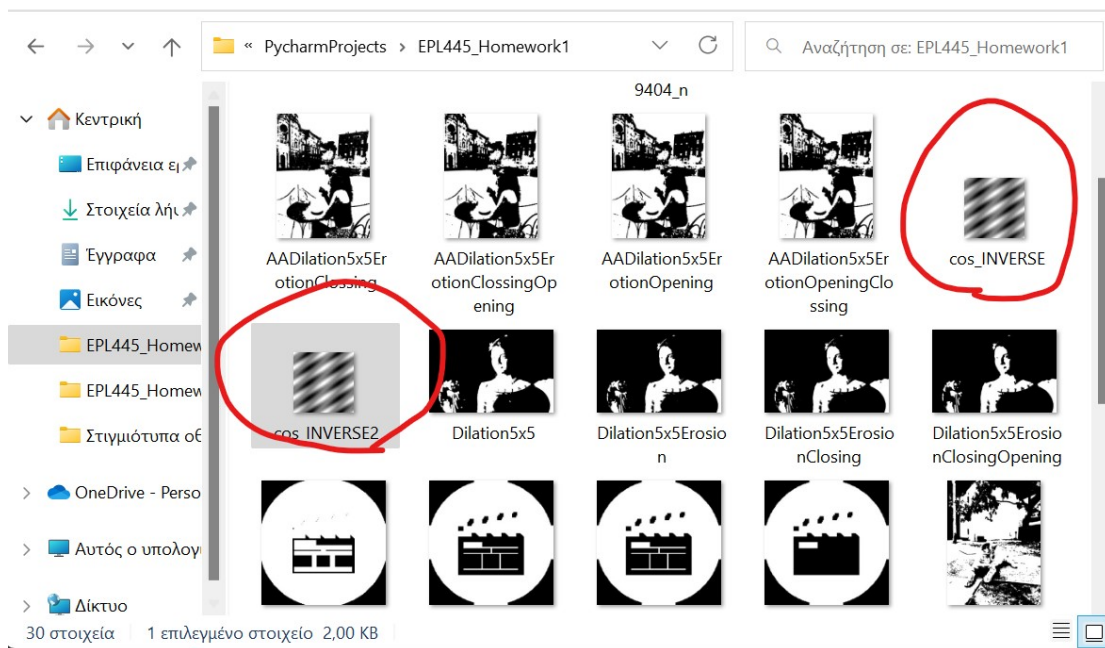 « PycharmProjects › EPL445_Homework1
Αναζήτηση σε: EPL445_Homework1
9404_n
Κεντρική
Επιφάνεια ερ
Στοιχεία λήψ
Έγγραφα
Εικόνες
EPL445_Homew
EPL445_Homew
Στιγμιότυπα οθ
OneDrive - Perso
Αυτός ο υπολογι
Δίκτυο
AADilation5x5Er
otionClossing
AADilation5x5Er
otionClossingOp
ening
AADilation5x5Er
otionOpening
AADilation5x5Er
otionOpeningClo
ssing
cos_INVERSE
cos_INVERSE2
Dilation5x5
Dilation5x5Erosio
n
Dilation5x5Erosio
nClosing
Dilation5x5Erosio
nClosingOpening
30 στοιχεία
1 επιλεγμένο στοιχείο 2,00 KB